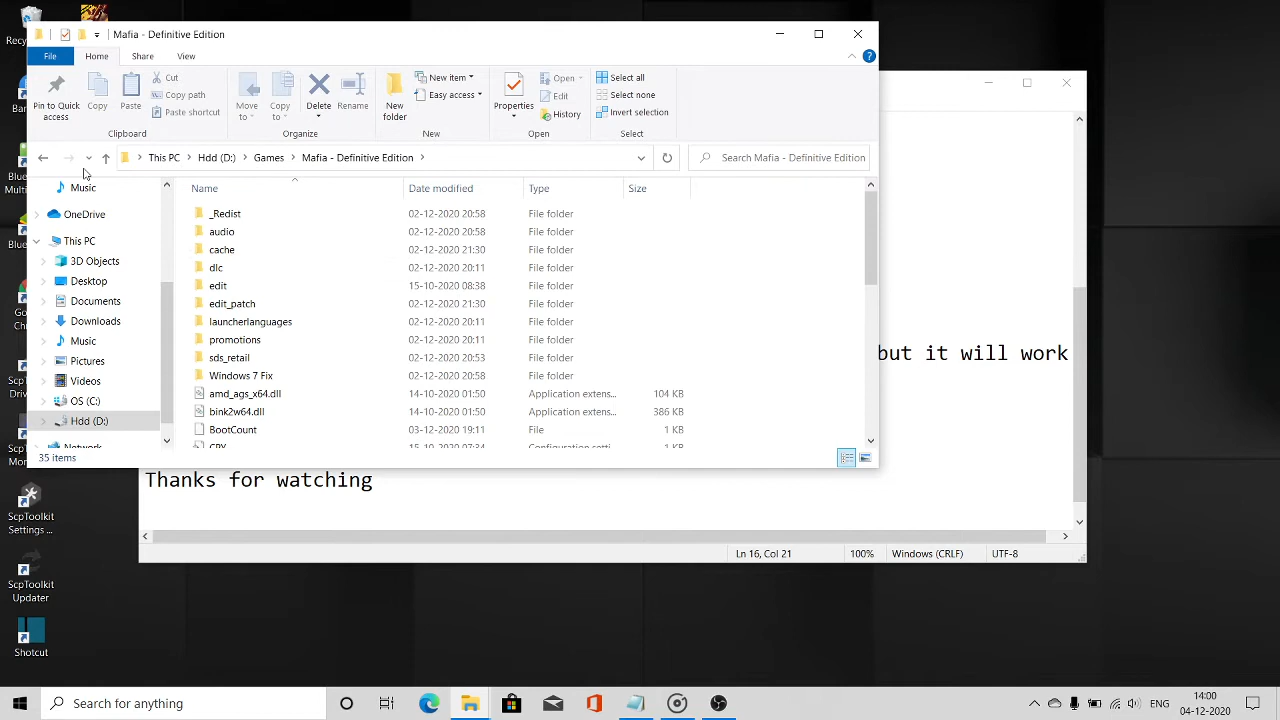 Recy
Mafia - Definitive Edition
File Home Share View
Pin to Quick access
Copy
Paste
Cut
Copy path
Paste shortcut
Clipboard
Move to
Copy to
Delete
Rename
Organize
New folder
New item
Easy access
New
Properties
Open
Edit
History
Open
Select all
Select none
Invert selection
Select
This PC > Hdd (D:) > Games > Mafia - Definitive Edition >
Search Mafia - Definitive Edition
Music
OneDrive
This PC
3D Objects
Desktop
Documents
Downloads
Music
Pictures
Videos
OS (C:)
Hdd (D:)
Network
Name Date modified Type Size
_Redist 02-12-2020 20:58 File folder
audio 02-12-2020 20:58 File folder
cache 02-12-2020 21:30 File folder
dlc 02-12-2020 20:11 File folder
edit 15-10-2020 08:38 File folder
edit_patch 02-12-2020 21:30 File folder
launcherlanguages 02-12-2020 20:11 File folder
promotions 02-12-2020 20:11 File folder
sds_retail 02-12-2020 20:53 File folder
Windows 7 Fix 02-12-2020 20:58 File folder
amd_ags_x64.dll 14-10-2020 01:50 Application extens... 104 KB
bink2w64.dll 14-10-2020 01:50 Application extens... 386 KB
BootCount 03-12-2020 19:11 File 1 KB
CPY 15-10-2020 07:34 Configuration setti... 1 KB
35 items
but it will work
Thanks for watching
Ln 16, Col 21 100% Windows (CRLF) UTF-8
ScpToolkit
Settings ...
ScpToolkit
Updater
Shotcut
Search for anything
ENG
14:00
04-12-2020